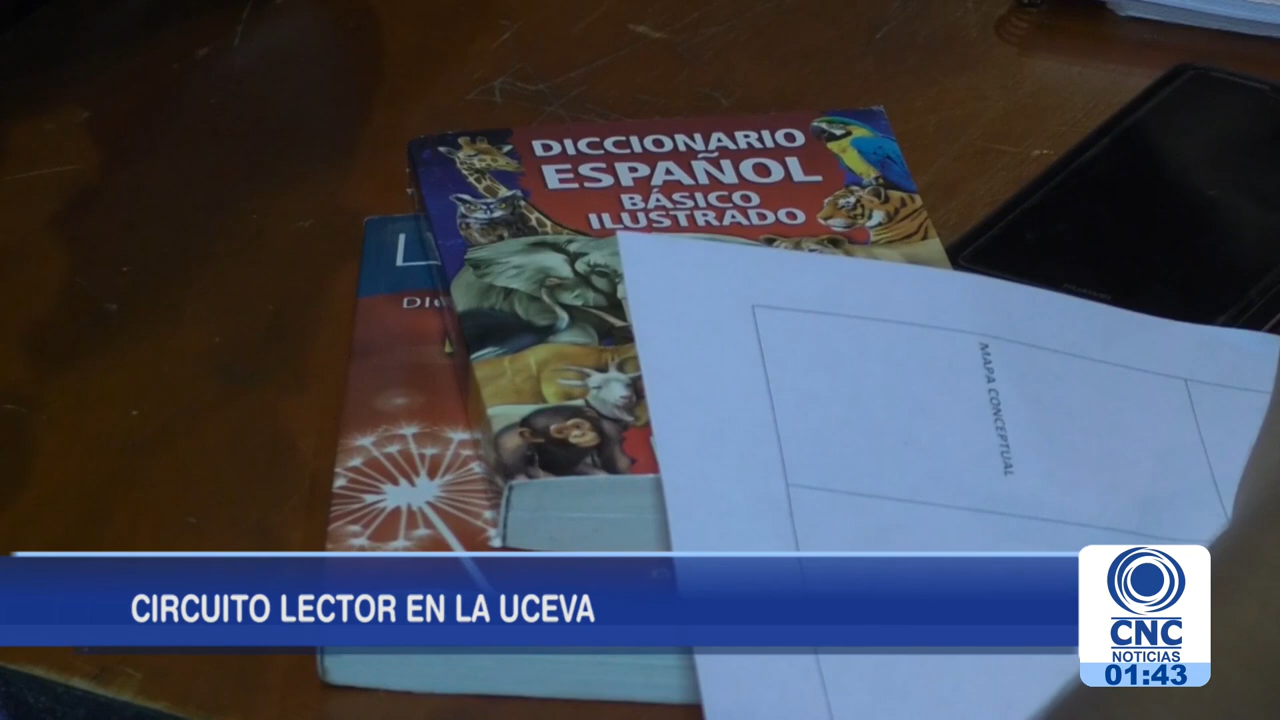 DICCIONARIO
ESPAÑOL
BÁSICO
ILUSTRADO
MAPA CONCEPTUAL
CIRCUITO LECTOR EN LA UCEVA
CNC
NOTICIAS
01:43